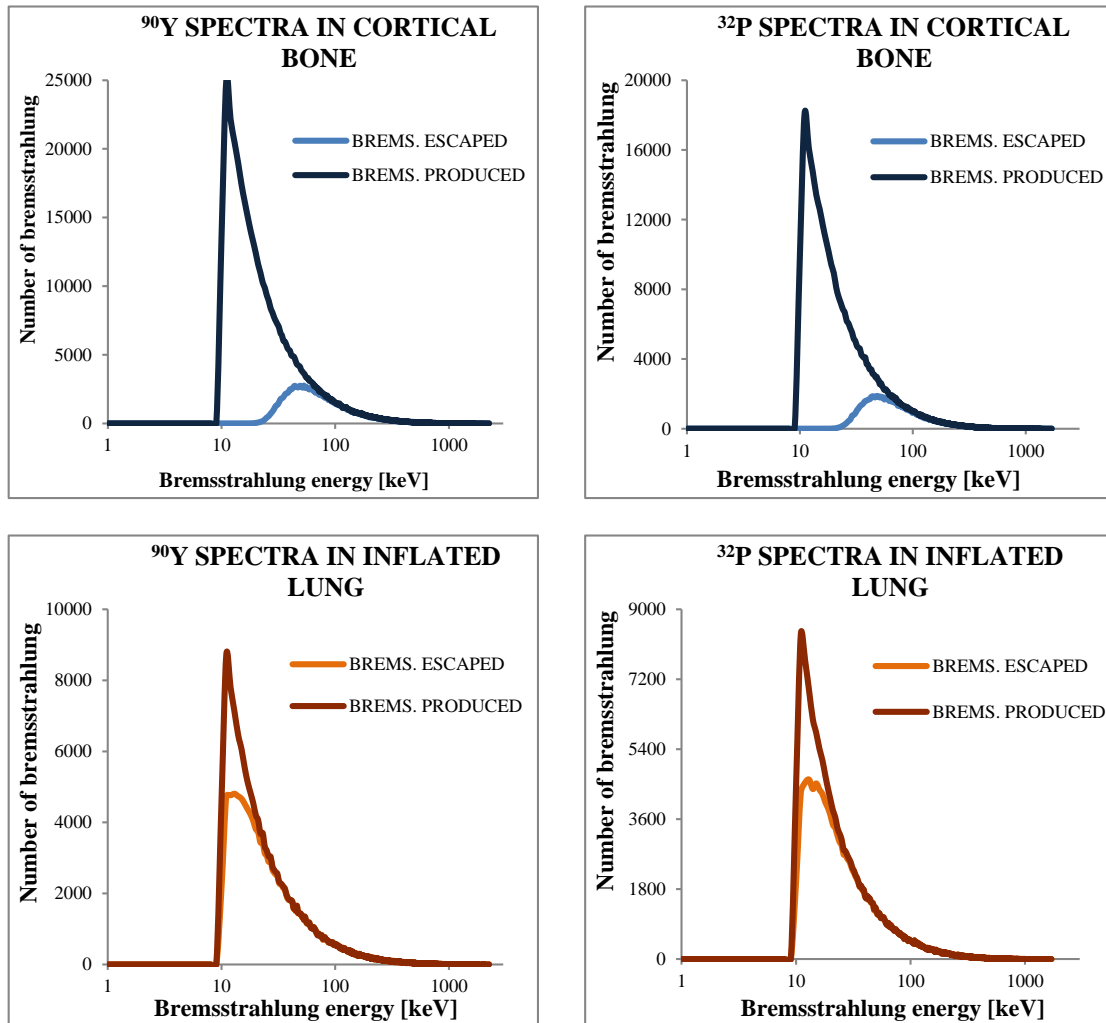 ⁹⁰Y SPECTRA IN CORTICAL
BONE
Number of bremsstrahlung
25000
20000
15000
10000
5000
0
BREMS. ESCAPED
BREMS. PRODUCED
1 10 100 1000
Bremsstrahlung energy [keV]
³²P SPECTRA IN CORTICAL
BONE
Number of bremsstrahlung
20000
16000
12000
8000
4000
0
BREMS. ESCAPED
BREMS. PRODUCED
1 10 100 1000
Bremsstrahlung energy [keV]
⁹⁰Y SPECTRA IN INFLATED
LUNG
Number of bremsstrahlung
10000
8000
6000
4000
2000
0
BREMS. ESCAPED
BREMS. PRODUCED
1 10 100 1000
Bremsstrahlung energy [keV]
³²P SPECTRA IN INFLATED
LUNG
Number of bremsstrahlung
9000
7200
5400
3600
1800
0
BREMS. ESCAPED
BREMS. PRODUCED
1 10 100 1000
Bremsstrahlung energy [keV]